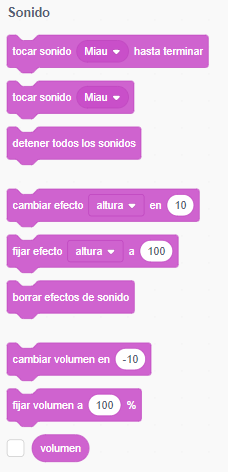 Sonido
tocar sonido Miau hasta terminar
tocar sonido Miau
detener todos los sonidos
cambiar efecto altura en 10
fijar efecto altura a 100
borrar efectos de sonido
cambiar volumen en -10
fijar volumen a 100 %
volumen